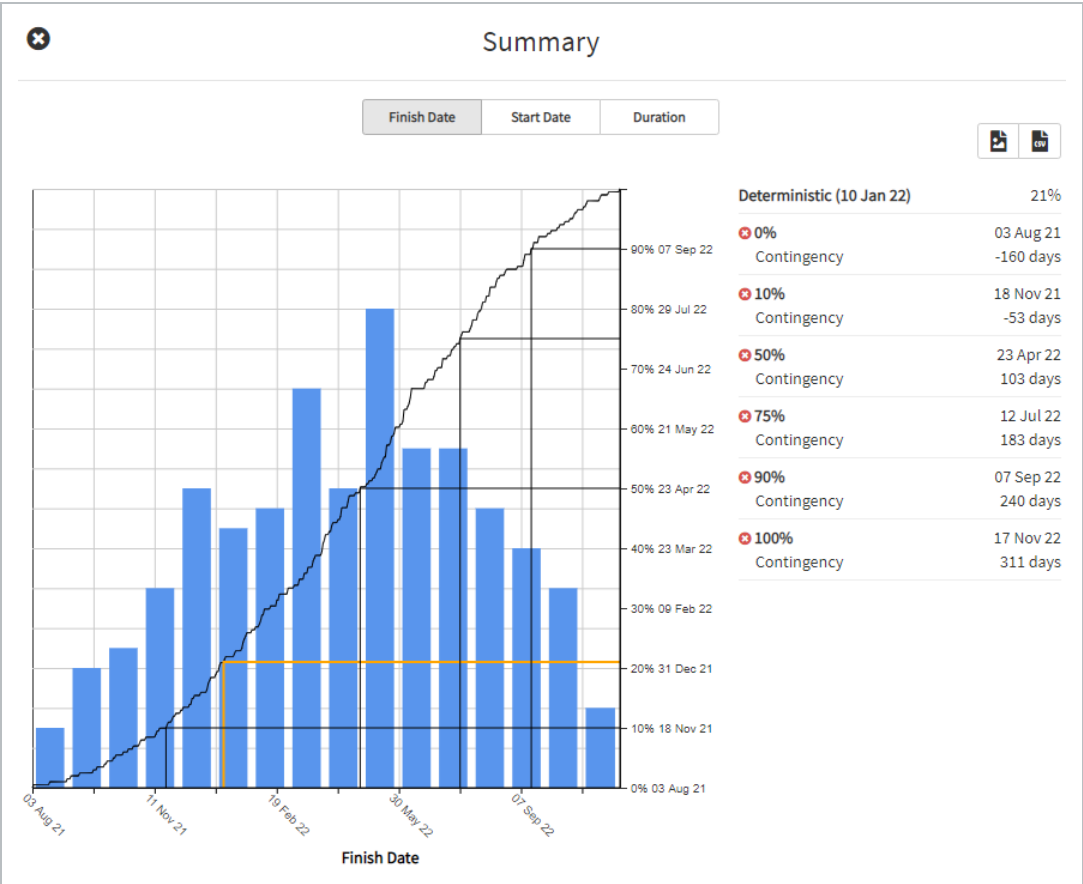 Summary
Finish Date
Start Date
Duration
CSV
Deterministic (10 Jan 22) 21%
0% 03 Aug 21
Contingency -160 days
10% 18 Nov 21
Contingency -53 days
50% 23 Apr 22
Contingency 103 days
75% 12 Jul 22
Contingency 183 days
90% 07 Sep 22
Contingency 240 days
100% 17 Nov 22
Contingency 311 days
90% 07 Sep 22
80% 29 Jul 22
70% 24 Jun 22
60% 21 May 22
50% 23 Apr 22
40% 23 Mar 22
30% 09 Feb 22
20% 31 Dec 21
10% 18 Nov 21
0% 03 Aug 21
03 Aug 21
11 Nov 21
19 Feb 22
30 May 22
07 Sep 22
Finish Date